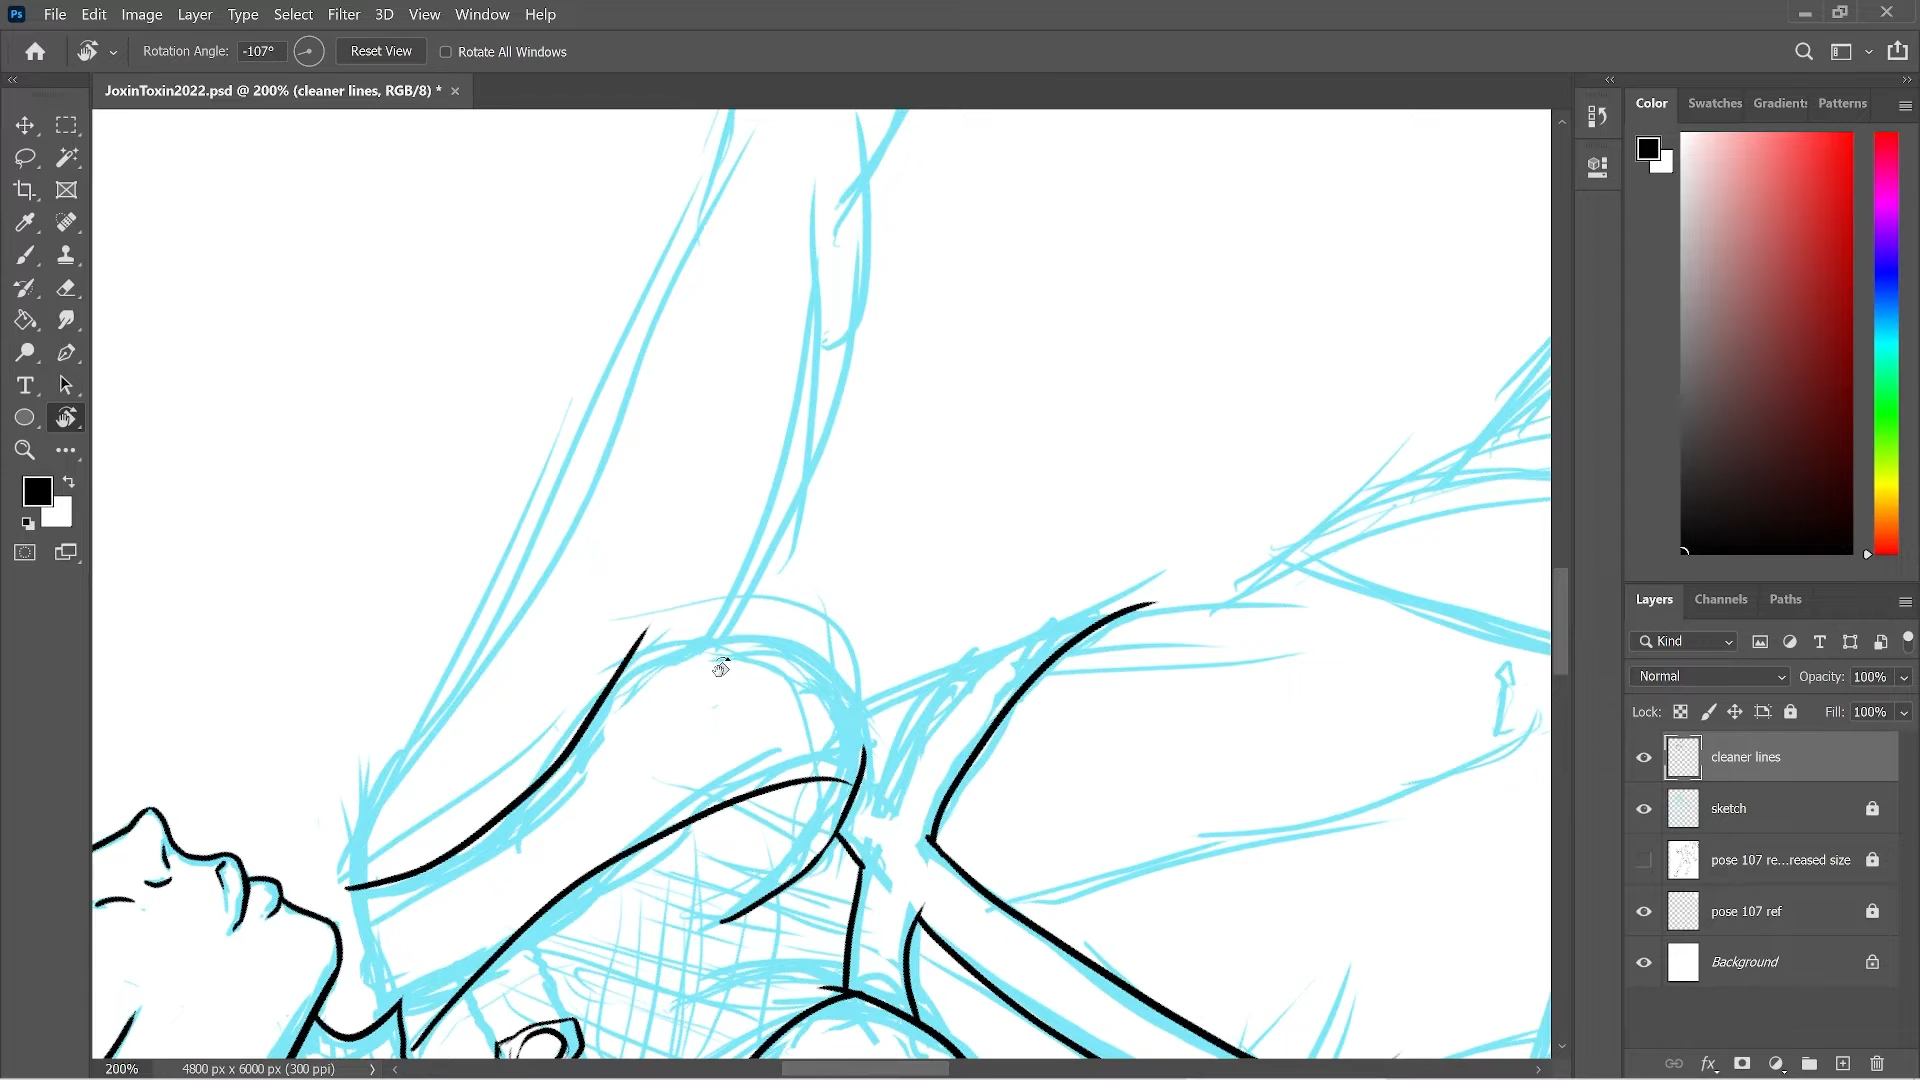 Ps File Edit Image Layer Type Select Filter 3D View Window Help
Rotation Angle: -107° Reset View Rotate All Windows
JoxinToxin2022.psd @ 200% (cleaner lines, RGB/8) *
Color Swatches Gradients Patterns
T
Layers Channels Paths
Kind
T
Normal Opacity: 100%
Lock: Fill: 100%
cleaner lines
sketch
pose 107 re...reased size
pose 107 ref
Background
fx
200% 4800 px x 6000 px (300 ppi)